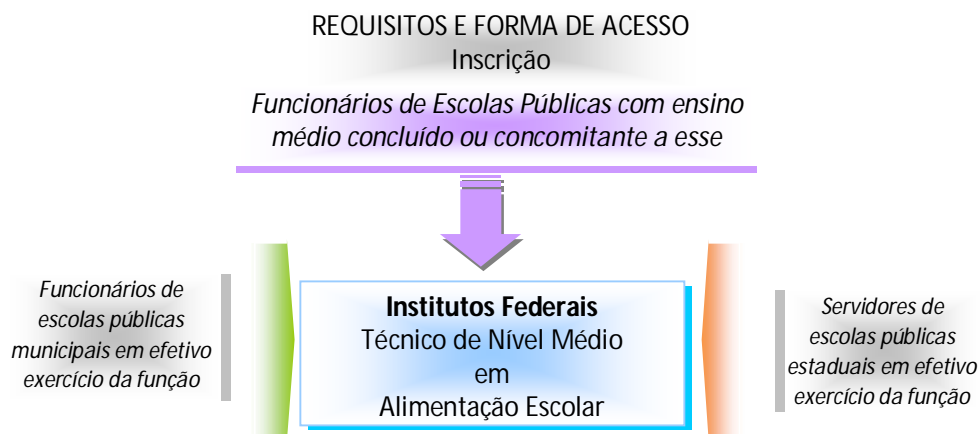 REQUISITOS E FORMA DE ACESSO
Inscrição
Funcionários de Escolas Públicas com ensino
médio concluído ou concomitante a esse
Funcionários de
escolas públicas
municipais em efetivo
exercício da função
Institutos Federais
Técnico de Nível Médio
em
Alimentação Escolar
Servidores de
escolas públicas
estaduais em efetivo
exercício da função